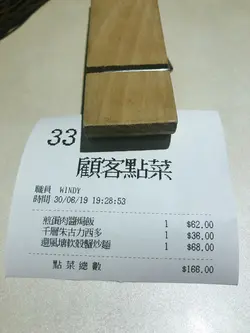 33
顧客點菜
職員 WINDY
時間 30/06/19 19:28:53
煎蛋肉醬焗飯 1 $62.00
千層朱古力西多 1 $36.00
避風塘軟殼蟹炒麵 1 $68.00
點菜總數 $166.00